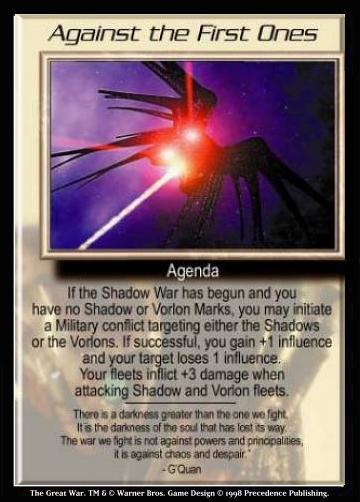 Against the First Ones
Agenda
If the Shadow War has begun and you
have no Shadow or Vorlon Marks, you may initiate
a Military conflict targeting either the Shadows
or the Vorlons. If successful, you gain +1 influence
and your target loses 1 influence.
Your fleets inflict +3 damage when
attacking Shadow and Vorlon fleets.
There is a darkness greater than the one we fight.
It is the darkness of the soul that has lost its way.
The war we fight is not against powers and principalities,
it is against chaos and despair."
- G'Quan
The Great War. TM & © Warner Bros. Game Design © 1998 Precedence Publishing.